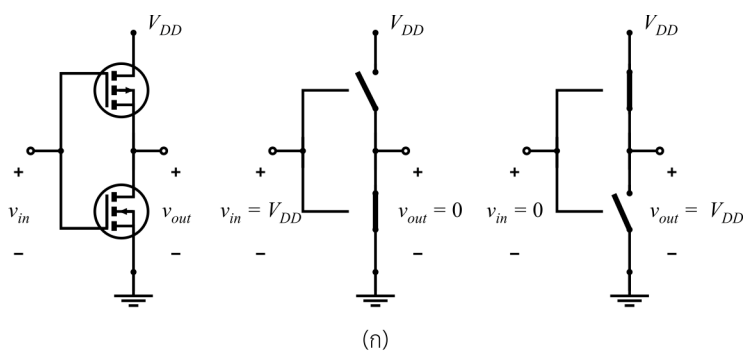 V_DD V_DD V_DD
+ + + + + +
v_in v_out v_in = V_DD v_out = 0 v_in = 0 v_out = V_DD
– – – – – –
(ก)